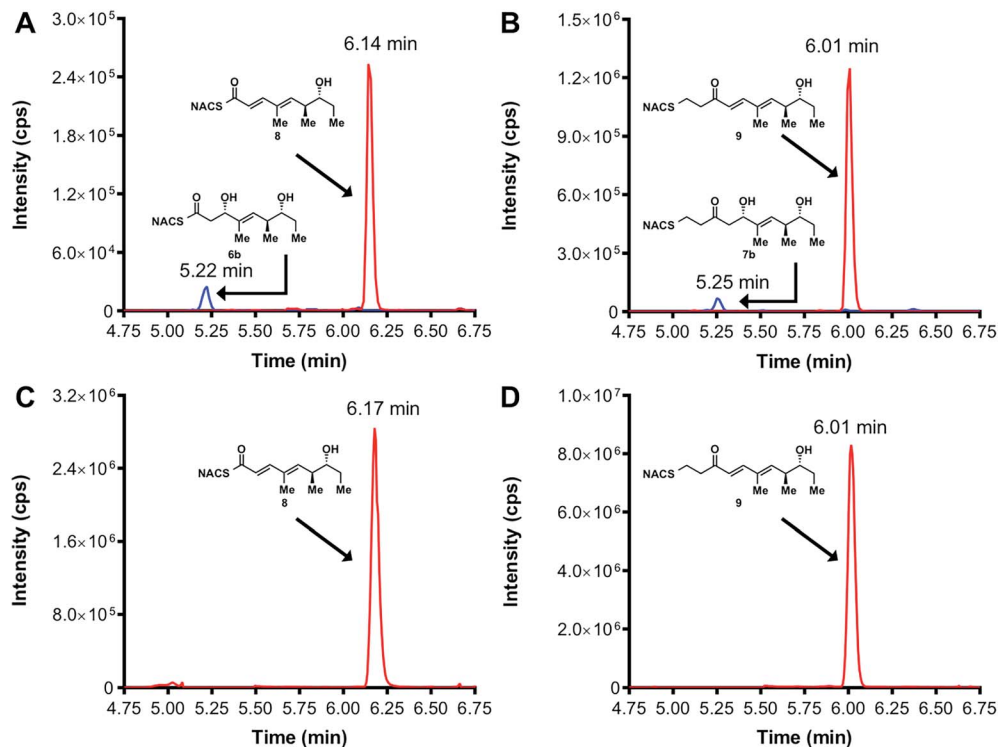 A
3.0×10⁵
2.4×10⁵
1.8×10⁵
1.2×10⁵
6.0×10⁴
0
Intensity (cps)
6.14 min
O
OH
NACS
Me
Me
Me
8
O
OH
OH
NACS
Me
Me
Me
6b
5.22 min
4.75 5.00 5.25 5.50 5.75 6.00 6.25 6.50 6.75
Time (min)
B
1.5×10⁶
1.2×10⁶
9.0×10⁵
6.0×10⁵
3.0×10⁵
0
Intensity (cps)
6.01 min
O
OH
NACS
Me
Me
Me
9
O
OH
OH
NACS
Me
Me
Me
7b
5.25 min
4.75 5.00 5.25 5.50 5.75 6.00 6.25 6.50 6.75
Time (min)
C
3.2×10⁶
2.4×10⁶
1.6×10⁶
8.0×10⁵
0
Intensity (cps)
6.17 min
O
OH
NACS
Me
Me
Me
8
4.75 5.00 5.25 5.50 5.75 6.00 6.25 6.50 6.75
Time (min)
D
1.0×10⁷
8.0×10⁶
6.0×10⁶
4.0×10⁶
2.0×10⁶
0
Intensity (cps)
6.01 min
O
OH
NACS
Me
Me
Me
9
4.75 5.00 5.25 5.50 5.75 6.00 6.25 6.50 6.75
Time (min)